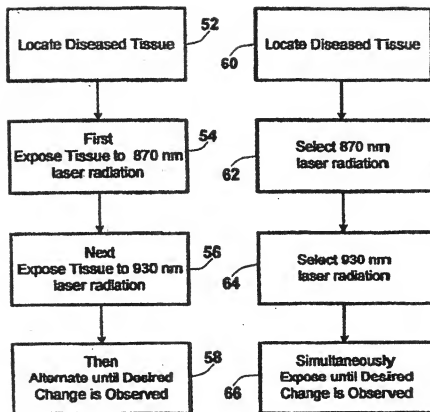 Locate Diseased Tissue
52
First
Expose Tissue to 870 nm
laser radiation
54
Next
Expose Tissue to 930 nm
laser radiation
56
Then
Alternate until Desired
Change is Observed
58
Locate Diseased Tissue
60
Select 870 nm
laser radiation
62
Select 930 nm
laser radiation
64
Simultaneously
Expose until Desired
Change is Observed
66